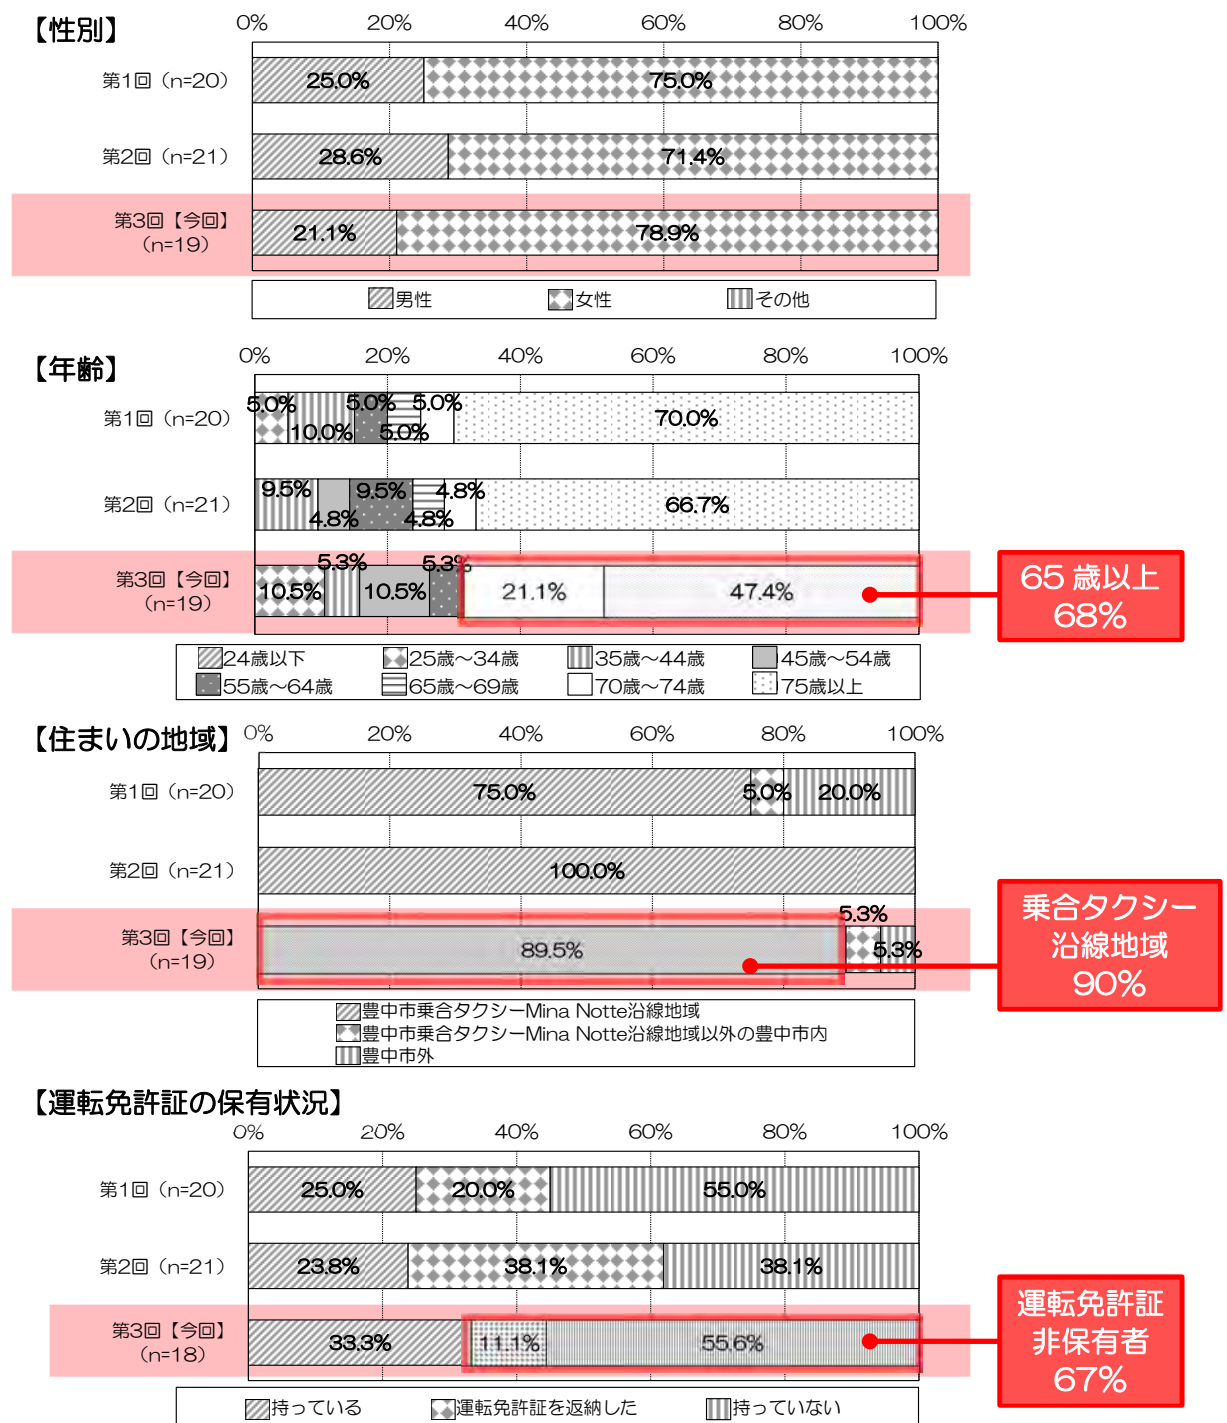 【性別】
0% 20% 40% 60% 80% 100%
第1回（n=20） 25.0% 75.0%
第2回（n=21） 28.6% 71.4%
第3回【今回】
（n=19）
21.1% 78.9%
男性 女性 その他
【年齢】
0% 20% 40% 60% 80% 100%
第1回（n=20） 5.0% 10.0% 5.0% 5.0% 5.0% 70.0%
第2回（n=21） 9.5% 4.8% 9.5% 4.8% 4.8% 66.7%
第3回【今回】
（n=19）
10.5% 5.3% 10.5% 5.3% 21.1% 47.4%
65 歳以上
68%
24歳以下 25歳～34歳 35歳～44歳 45歳～54歳
55歳～64歳 65歳～69歳 70歳～74歳 75歳以上
【住まいの地域】
0% 20% 40% 60% 80% 100%
第1回（n=20） 75.0% 5.0% 20.0%
第2回（n=21） 100.0%
第3回【今回】
（n=19）
89.5% 5.3% 5.3%
乗合タクシー
沿線地域
90%
豊中市乗合タクシーMina Notte沿線地域
豊中市乗合タクシーMina Notte沿線地域以外の豊中市内
豊中市外
【運転免許証の保有状況】
0% 20% 40% 60% 80% 100%
第1回（n=20） 25.0% 20.0% 55.0%
第2回（n=21） 23.8% 38.1% 38.1%
第3回【今回】
（n=18）
33.3% 11.1% 55.6%
運転免許証
非保有者
67%
持っている 運転免許証を返納した 持っていない